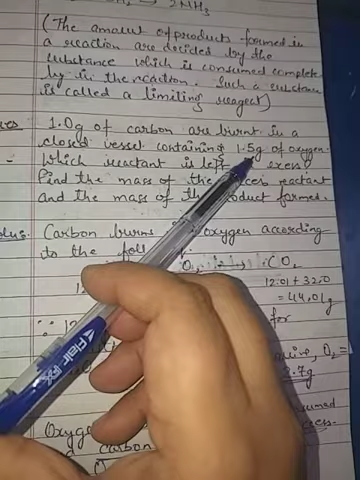 2NH3
(The amount of products formed in
a reaction are decided by the
substance which is consumed complete-
ly in the reaction. Such a substance
is called a limiting reagent)
1.0g of carbon are burnt in a
closed vessel containing 1.5g of oxygen.
Which reactant is left excess?
Find the mass of the reactant
and the mass of the product formed.
Carbon burns oxygen according
to the
O2 → CO2
12.01 + 32.0
= 44.01g
for
O2 =
2.7g
Flair
Oxygen consumed
carbon